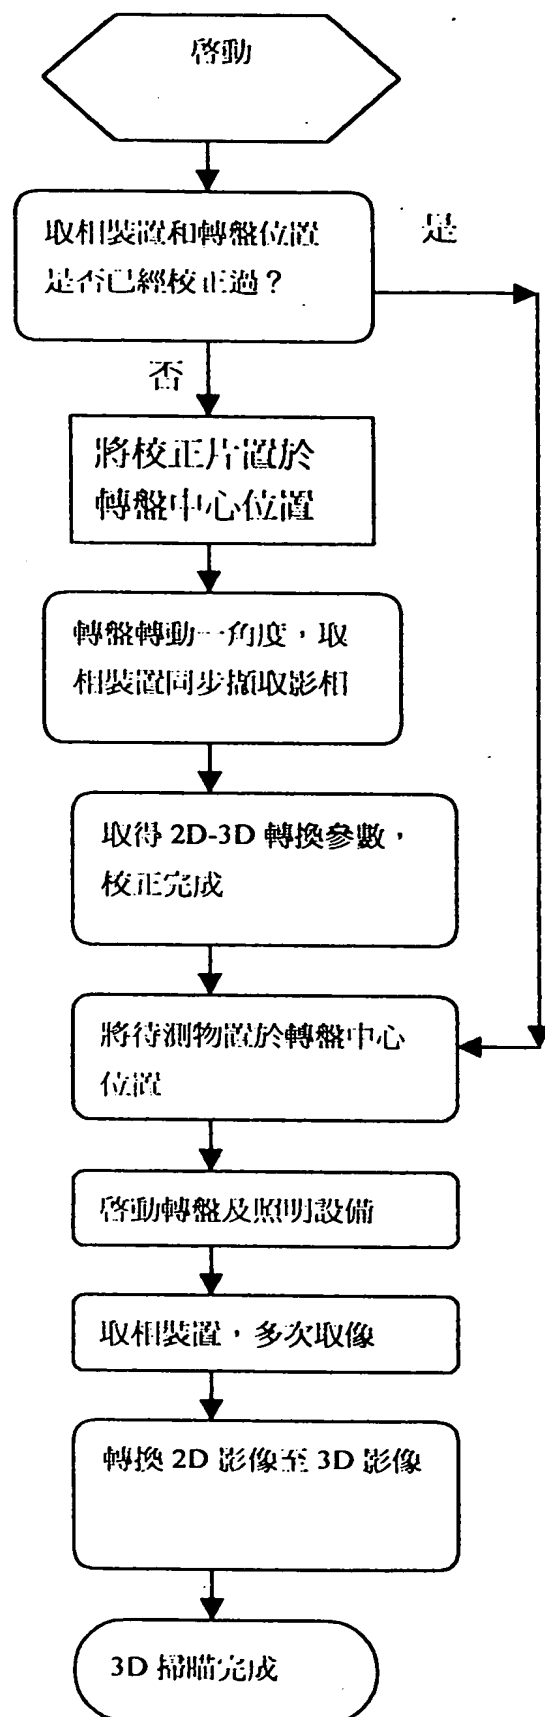 啓動
取相裝置和轉盤位置
是否已經校正過？
是
否
將校正片置於
轉盤中心位置
轉盤轉動一角度，取
相裝置同步擷取影相
取得 2D-3D 轉換參數，
校正完成
將待測物置於轉盤中心
位置
啓動轉盤及照明設備
取相裝置，多次取像
轉換 2D 影像至 3D 影像
3D 掃瞄完成